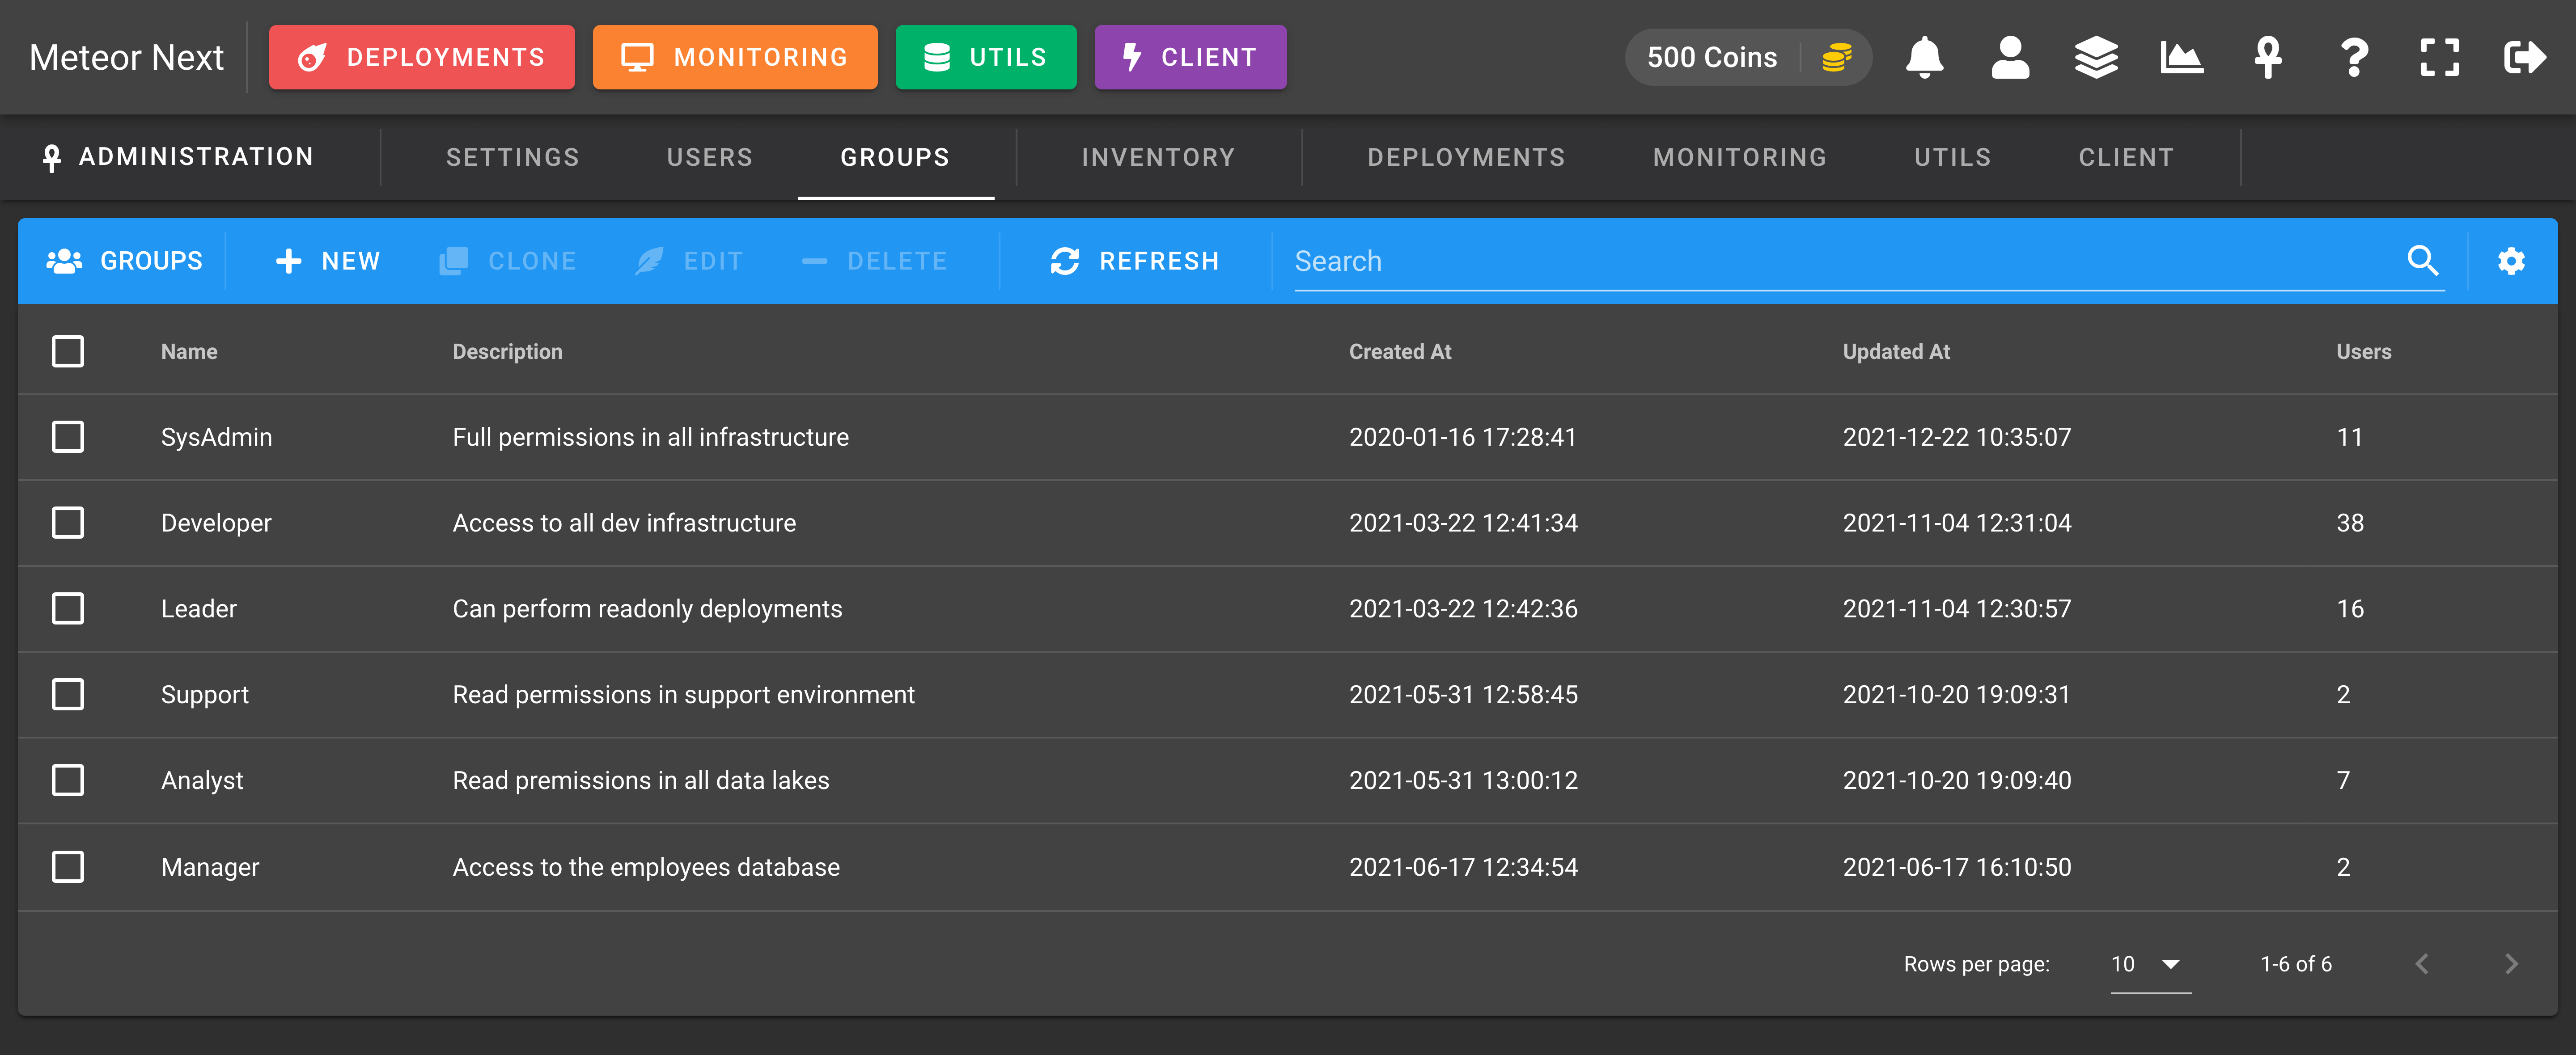 Meteor Next DEPLOYMENTS MONITORING UTILS CLIENT 500 Coins
ADMINISTRATION SETTINGS USERS GROUPS INVENTORY DEPLOYMENTS MONITORING UTILS CLIENT
GROUPS NEW CLONE EDIT DELETE REFRESH Search
Name Description Created At Updated At Users
SysAdmin Full permissions in all infrastructure 2020-01-16 17:28:41 2021-12-22 10:35:07 11
Developer Access to all dev infrastructure 2021-03-22 12:41:34 2021-11-04 12:31:04 38
Leader Can perform readonly deployments 2021-03-22 12:42:36 2021-11-04 12:30:57 16
Support Read permissions in support environment 2021-05-31 12:58:45 2021-10-20 19:09:31 2
Analyst Read premissions in all data lakes 2021-05-31 13:00:12 2021-10-20 19:09:40 7
Manager Access to the employees database 2021-06-17 12:34:54 2021-06-17 16:10:50 2
Rows per page: 10 1-6 of 6